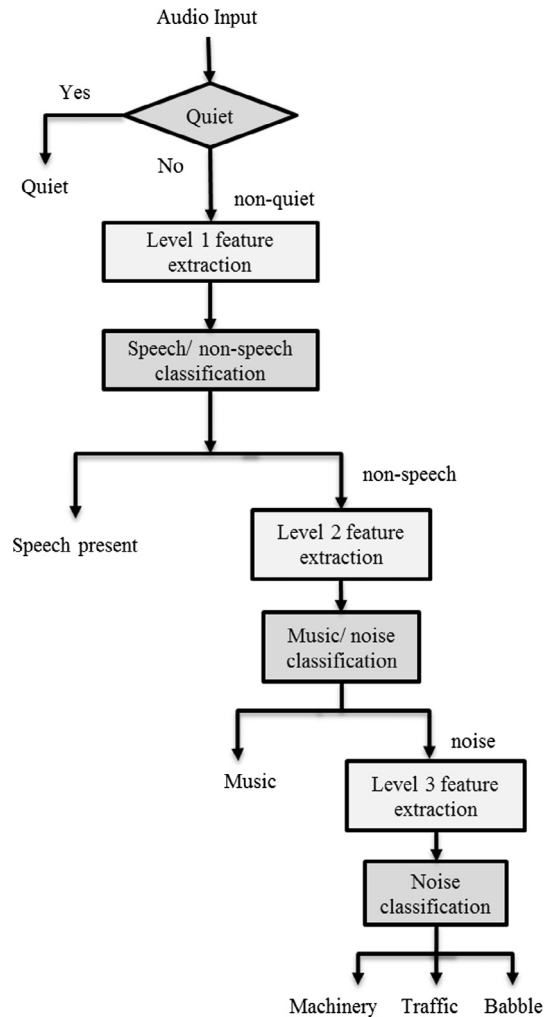 Audio Input
Yes
Quiet
No
Quiet
non-quiet
Level 1 feature
extraction
Speech/ non-speech
classification
non-speech
Speech present
Level 2 feature
extraction
Music/ noise
classification
noise
Music
Level 3 feature
extraction
Noise
classification
Machinery
Traffic
Babble